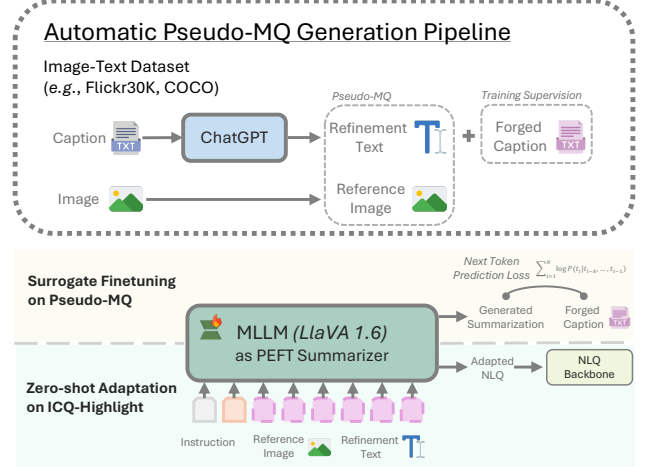 Automatic Pseudo-MQ Generation Pipeline
Image-Text Dataset
(e.g., Flickr30K, COCO)
Pseudo-MQ
Training Supervision
Caption
TXT
ChatGPT
Refinement
Text
Forged
Caption
TXT
Image
Reference
Image
Surrogate Finetuning
on Pseudo-MQ
Next Token
Prediction Loss
Generated
Summarization
Forged
Caption
TXT
MLLM (LlaVA 1.6)
as PEFT Summarizer
Adapted
NLQ
NLQ
Backbone
Zero-shot Adaptation
on ICQ-Highlight
Instruction
Reference
Image
Refinement
Text